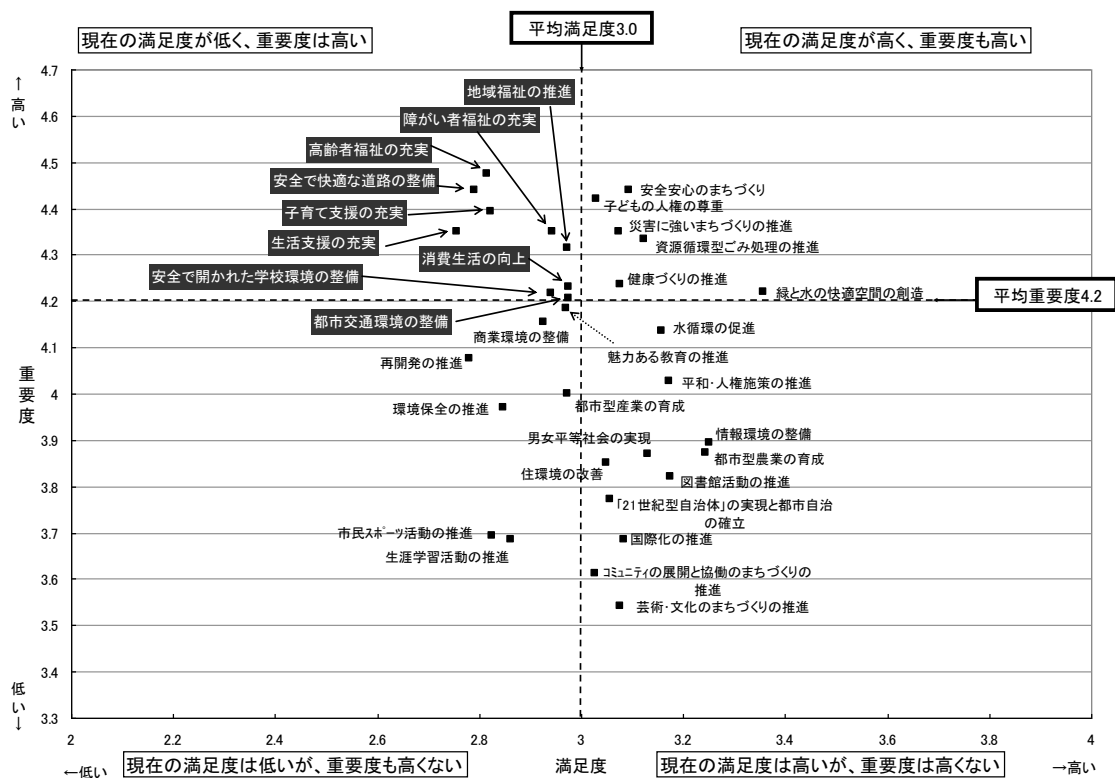 平均満足度3.0
現在の満足度が低く、重要度は高い
現在の満足度が高く、重要度も高い
↑
高
い
重
要
度
低
い
↓
4.7
4.6
4.5
4.4
4.3
4.2
4.1
4
3.9
3.8
3.7
3.6
3.5
3.4
3.3
地域福祉の推進
障がい者福祉の充実
高齢者福祉の充実
安全で快適な道路の整備
子育て支援の充実
生活支援の充実
消費生活の向上
安全で開かれた学校環境の整備
都市交通環境の整備
安全安心のまちづくり
子どもの人権の尊重
災害に強いまちづくりの推進
資源循環型ごみ処理の推進
健康づくりの推進
緑と水の快適空間の創造
平均重要度4.2
水循環の促進
商業環境の整備
魅力ある教育の推進
再開発の推進
平和・人権施策の推進
環境保全の推進
都市型産業の育成
男女平等社会の実現
情報環境の整備
都市型農業の育成
住環境の改善
図書館活動の推進
「21世紀型自治体」の実現と都市自治
の確立
市民スポーツ活動の推進
生涯学習活動の推進
国際化の推進
コミュニティの展開と協働のまちづくりの
推進
芸術・文化のまちづくりの推進
2
2.2
2.4
2.6
2.8
3
3.2
3.4
3.6
3.8
4
←低い
現在の満足度は低いが、重要度も高くない
満足度
現在の満足度は高いが、重要度は高くない
→高い